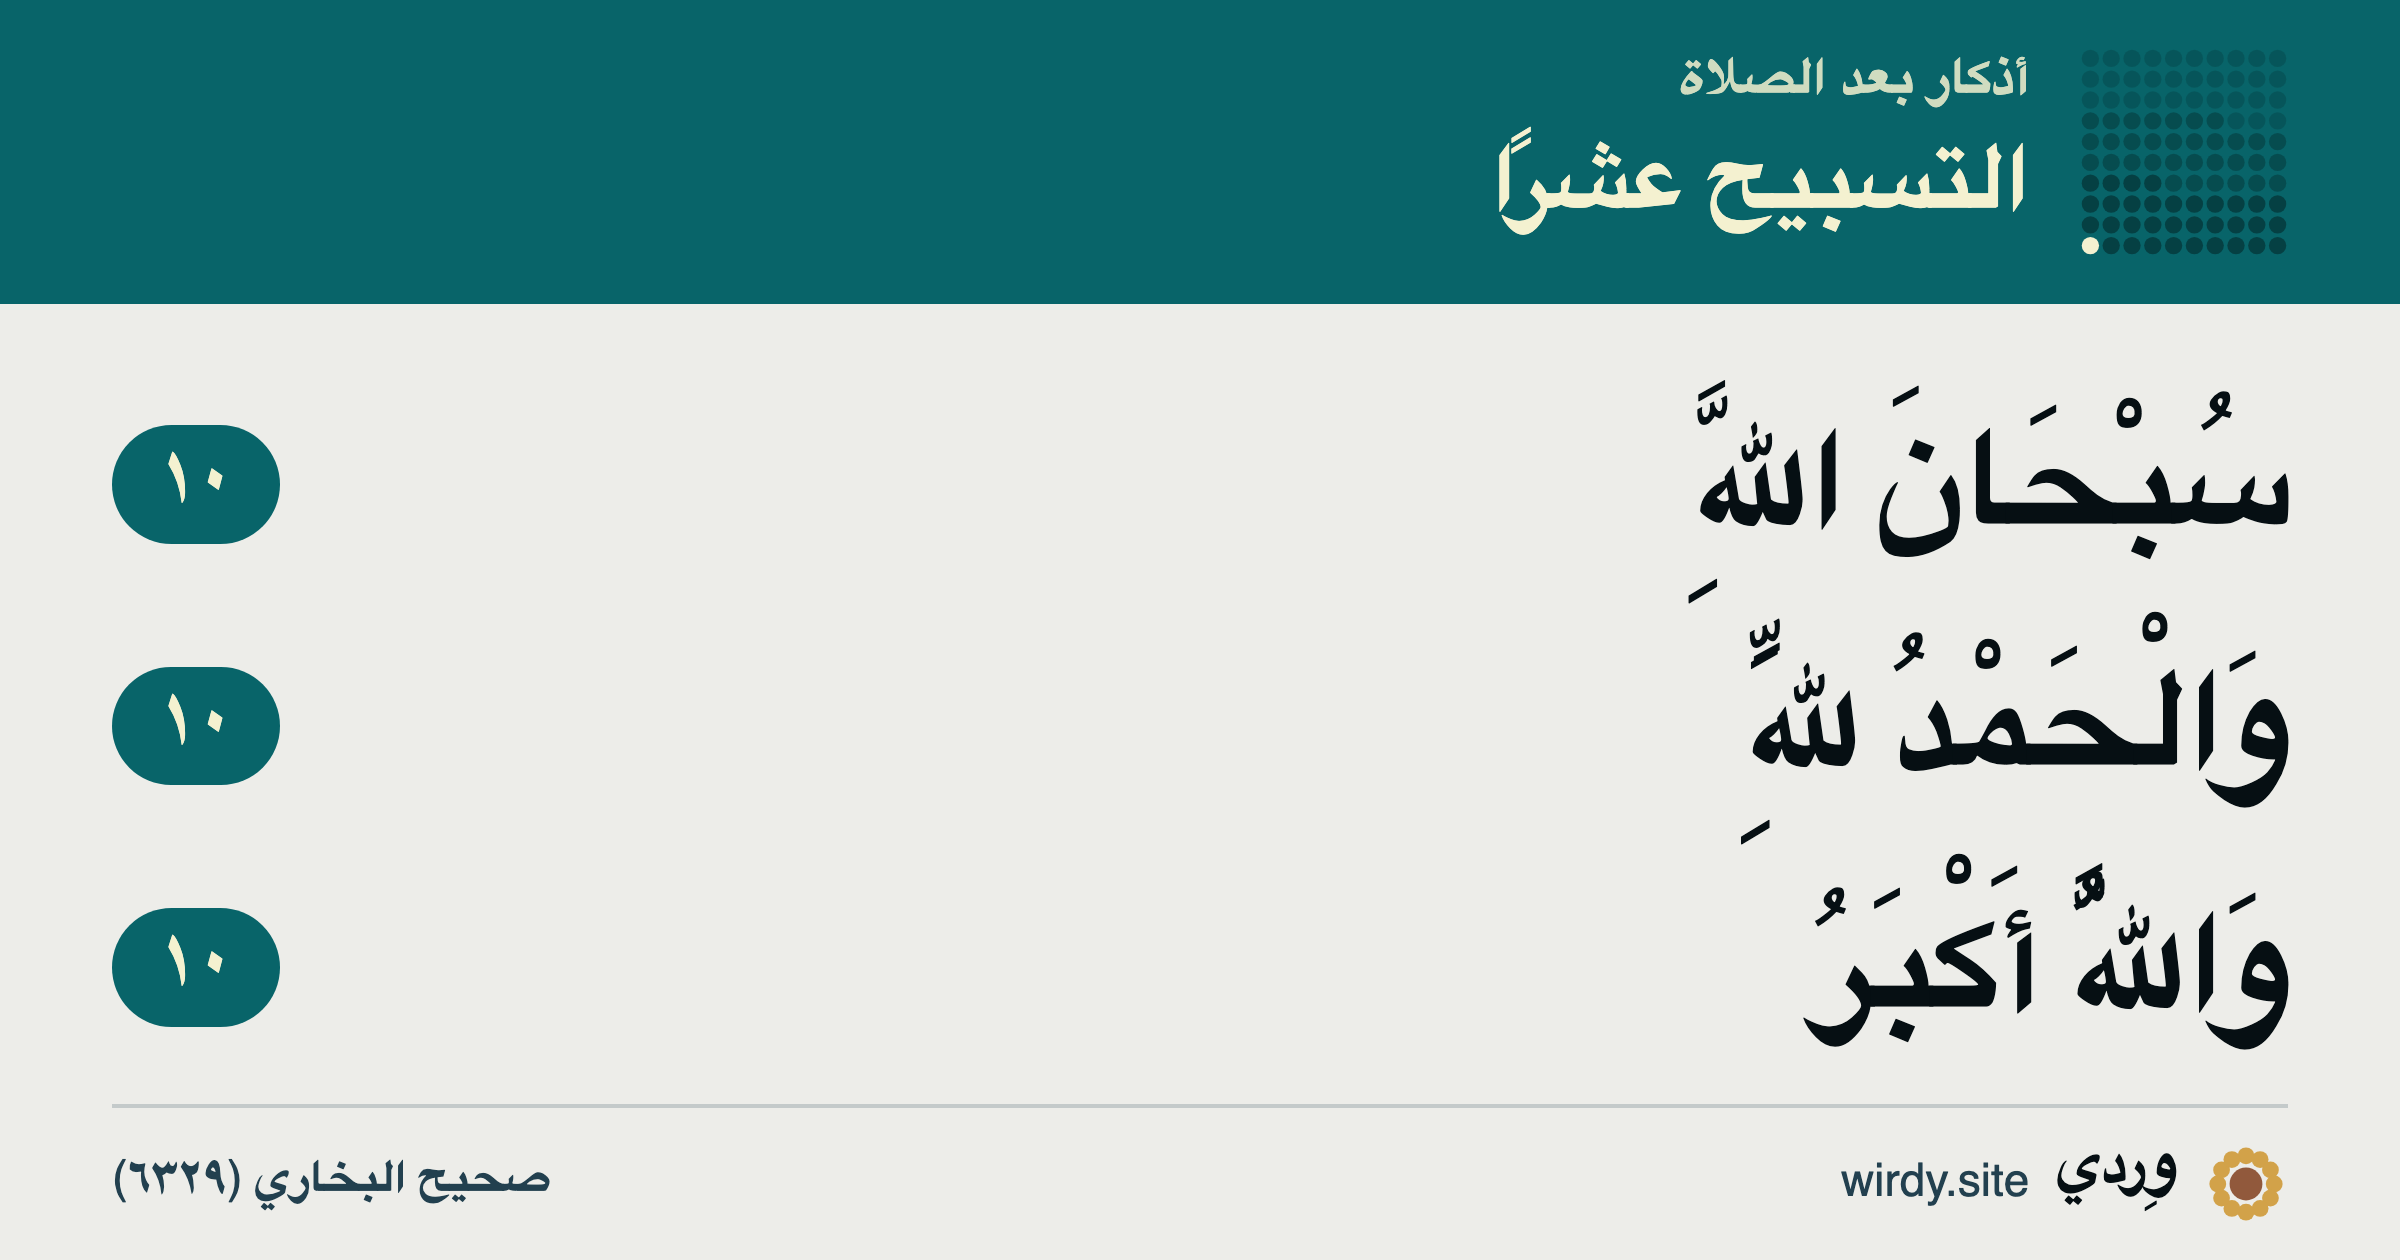 أذكار بعد الصلاة
التسبيح عشرًا
سُبْحَانَ اللَّهِ
١٠
وَالْحَمْدُ لِلَّهِ
١٠
وَاللَّهُ أَكْبَرُ
١٠
وِردي wirdy.site
صحيح البخاري (٦٣٢٩)